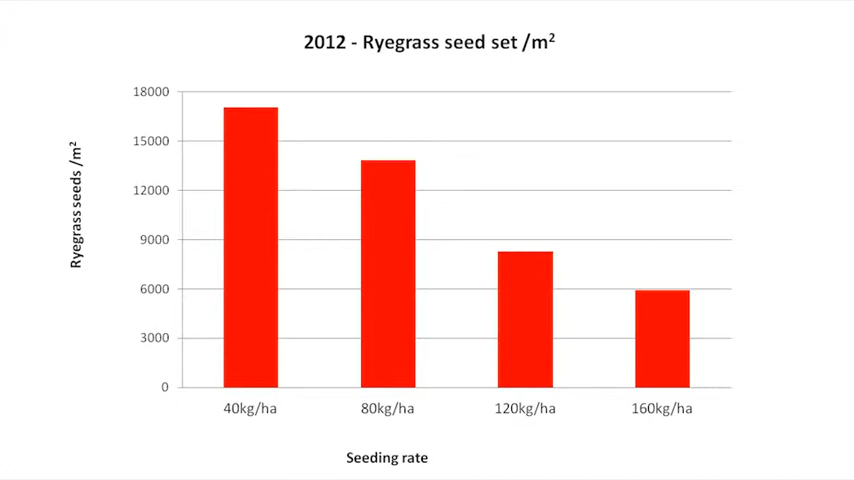 2012 - Ryegrass seed set /m²
Ryegrass seeds /m²
18000
15000
12000
9000
6000
3000
0
40kg/ha 80kg/ha 120kg/ha 160kg/ha
Seeding rate